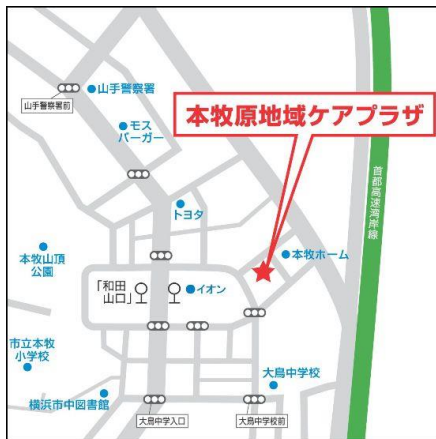 山手警察署
山手警察署前
モス
バーガー
本牧原地域ケアプラザ
首都高速湾岸線
トヨタ
本牧山頂
公園
本牧ホーム
「和田
山口」
イオン
市立本牧
小学校
大鳥中学校
横浜市中図書館
大鳥中学入口
大鳥中学校前